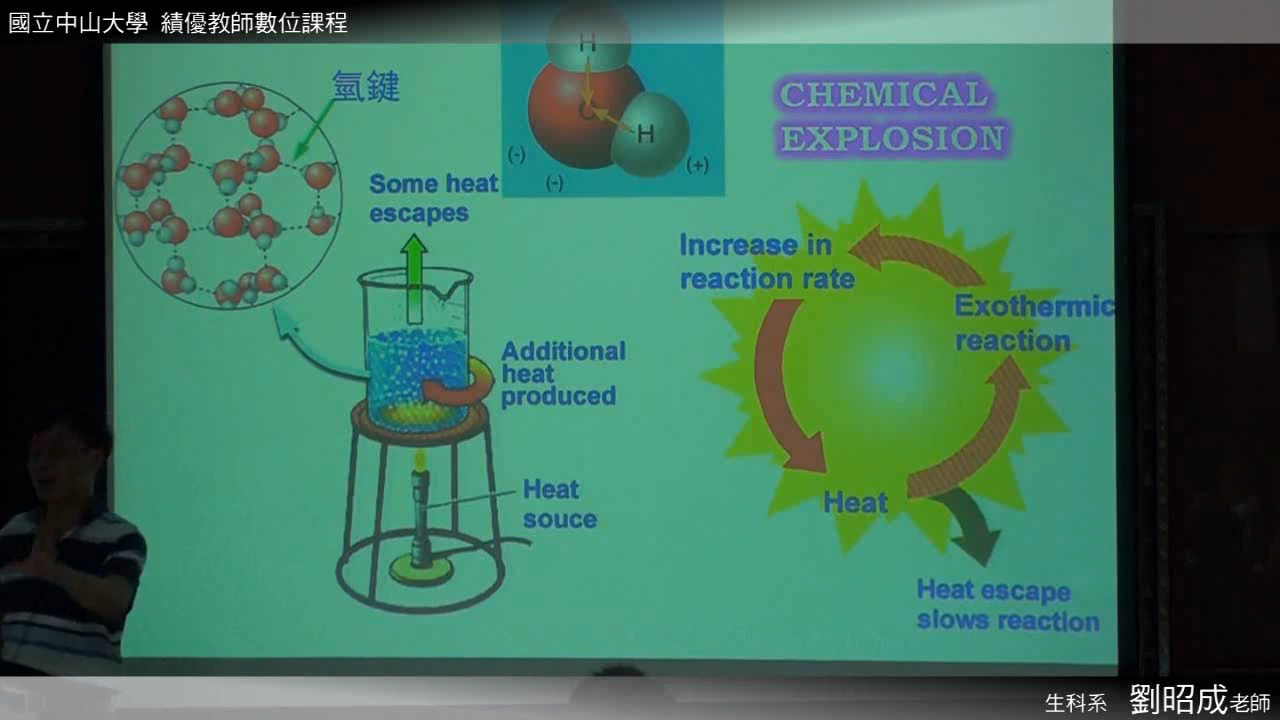 國立中山大學 績優教師數位課程
氫鍵
H
H
(-)
(-)
(+)
CHEMICAL
EXPLOSION
Some heat
escapes
Increase in
reaction rate
Exothermic
reaction
Additional
heat
produced
Heat
souce
Heat
Heat escape
slows reaction
生科系 劉昭成老師